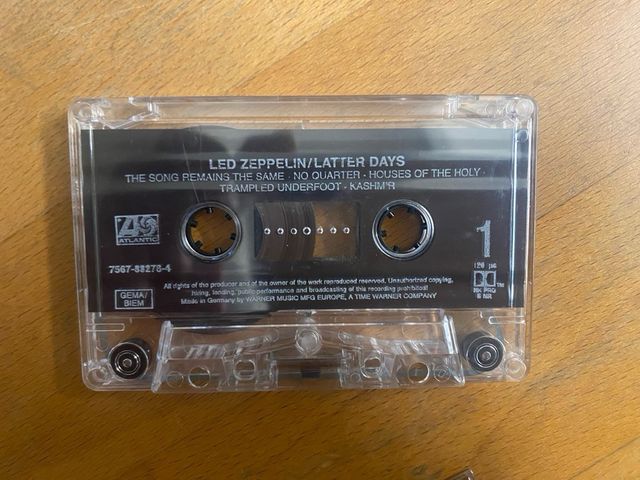 LED ZEPPELIN/LATTER DAYS
THE SONG REMAINS THE SAME · NO QUARTER · HOUSES OF THE HOLY ·
TRAMPLED UNDERFOOT · KASHMIR
ATLANTIC
1
7567-83278-4
All rights of the producer and of the owner of the work reproduced reserved. Unauthorized copying,
hiring, lending, public performance and broadcasting of this recording prohibited!
Made in Germany by WARNER MUSIC MFG EUROPE, A TIME WARNER COMPANY
GEMA/
BIEM
HX PRO
B NR